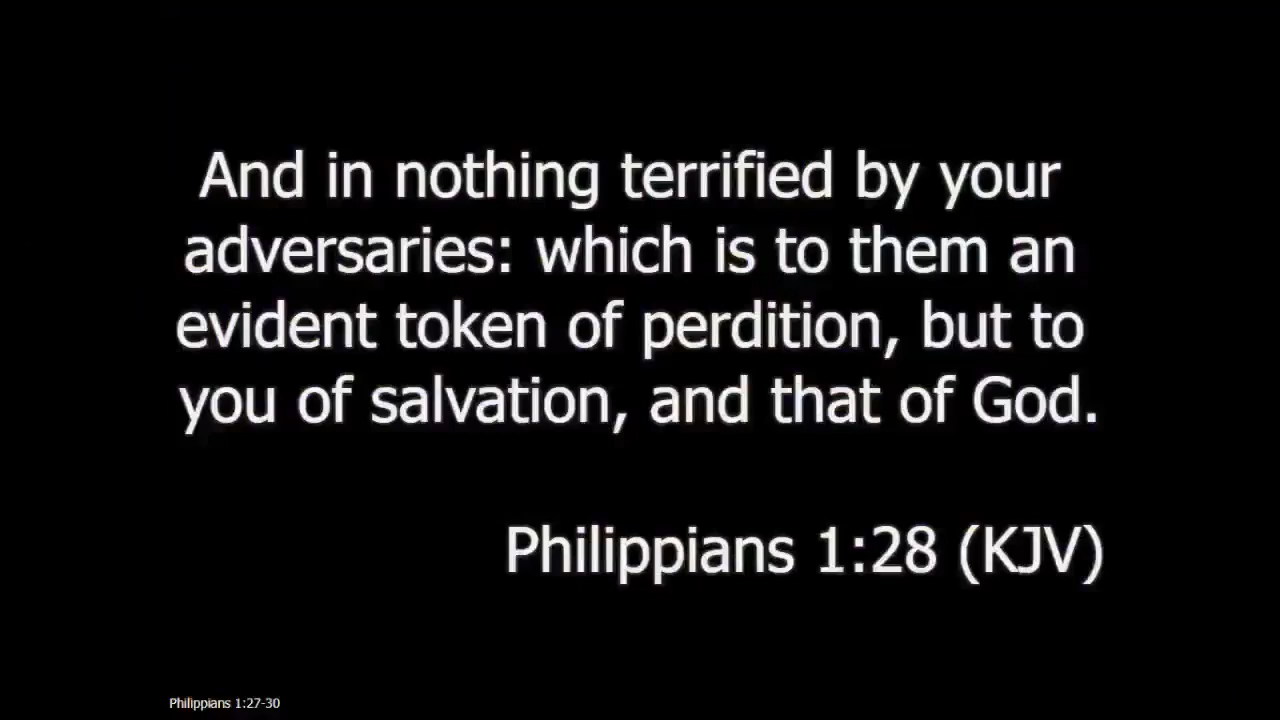 And in nothing terrified by your
adversaries: which is to them an
evident token of perdition, but to
you of salvation, and that of God.
Philippians 1:28 (KJV)
Philippians 1:27-30